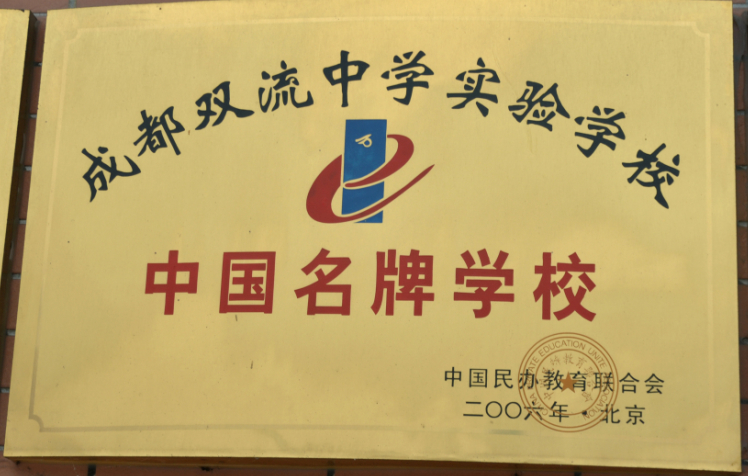 成都双流中学实验学校
中国名牌学校
中国民办教育联合会
二〇〇六年·北京